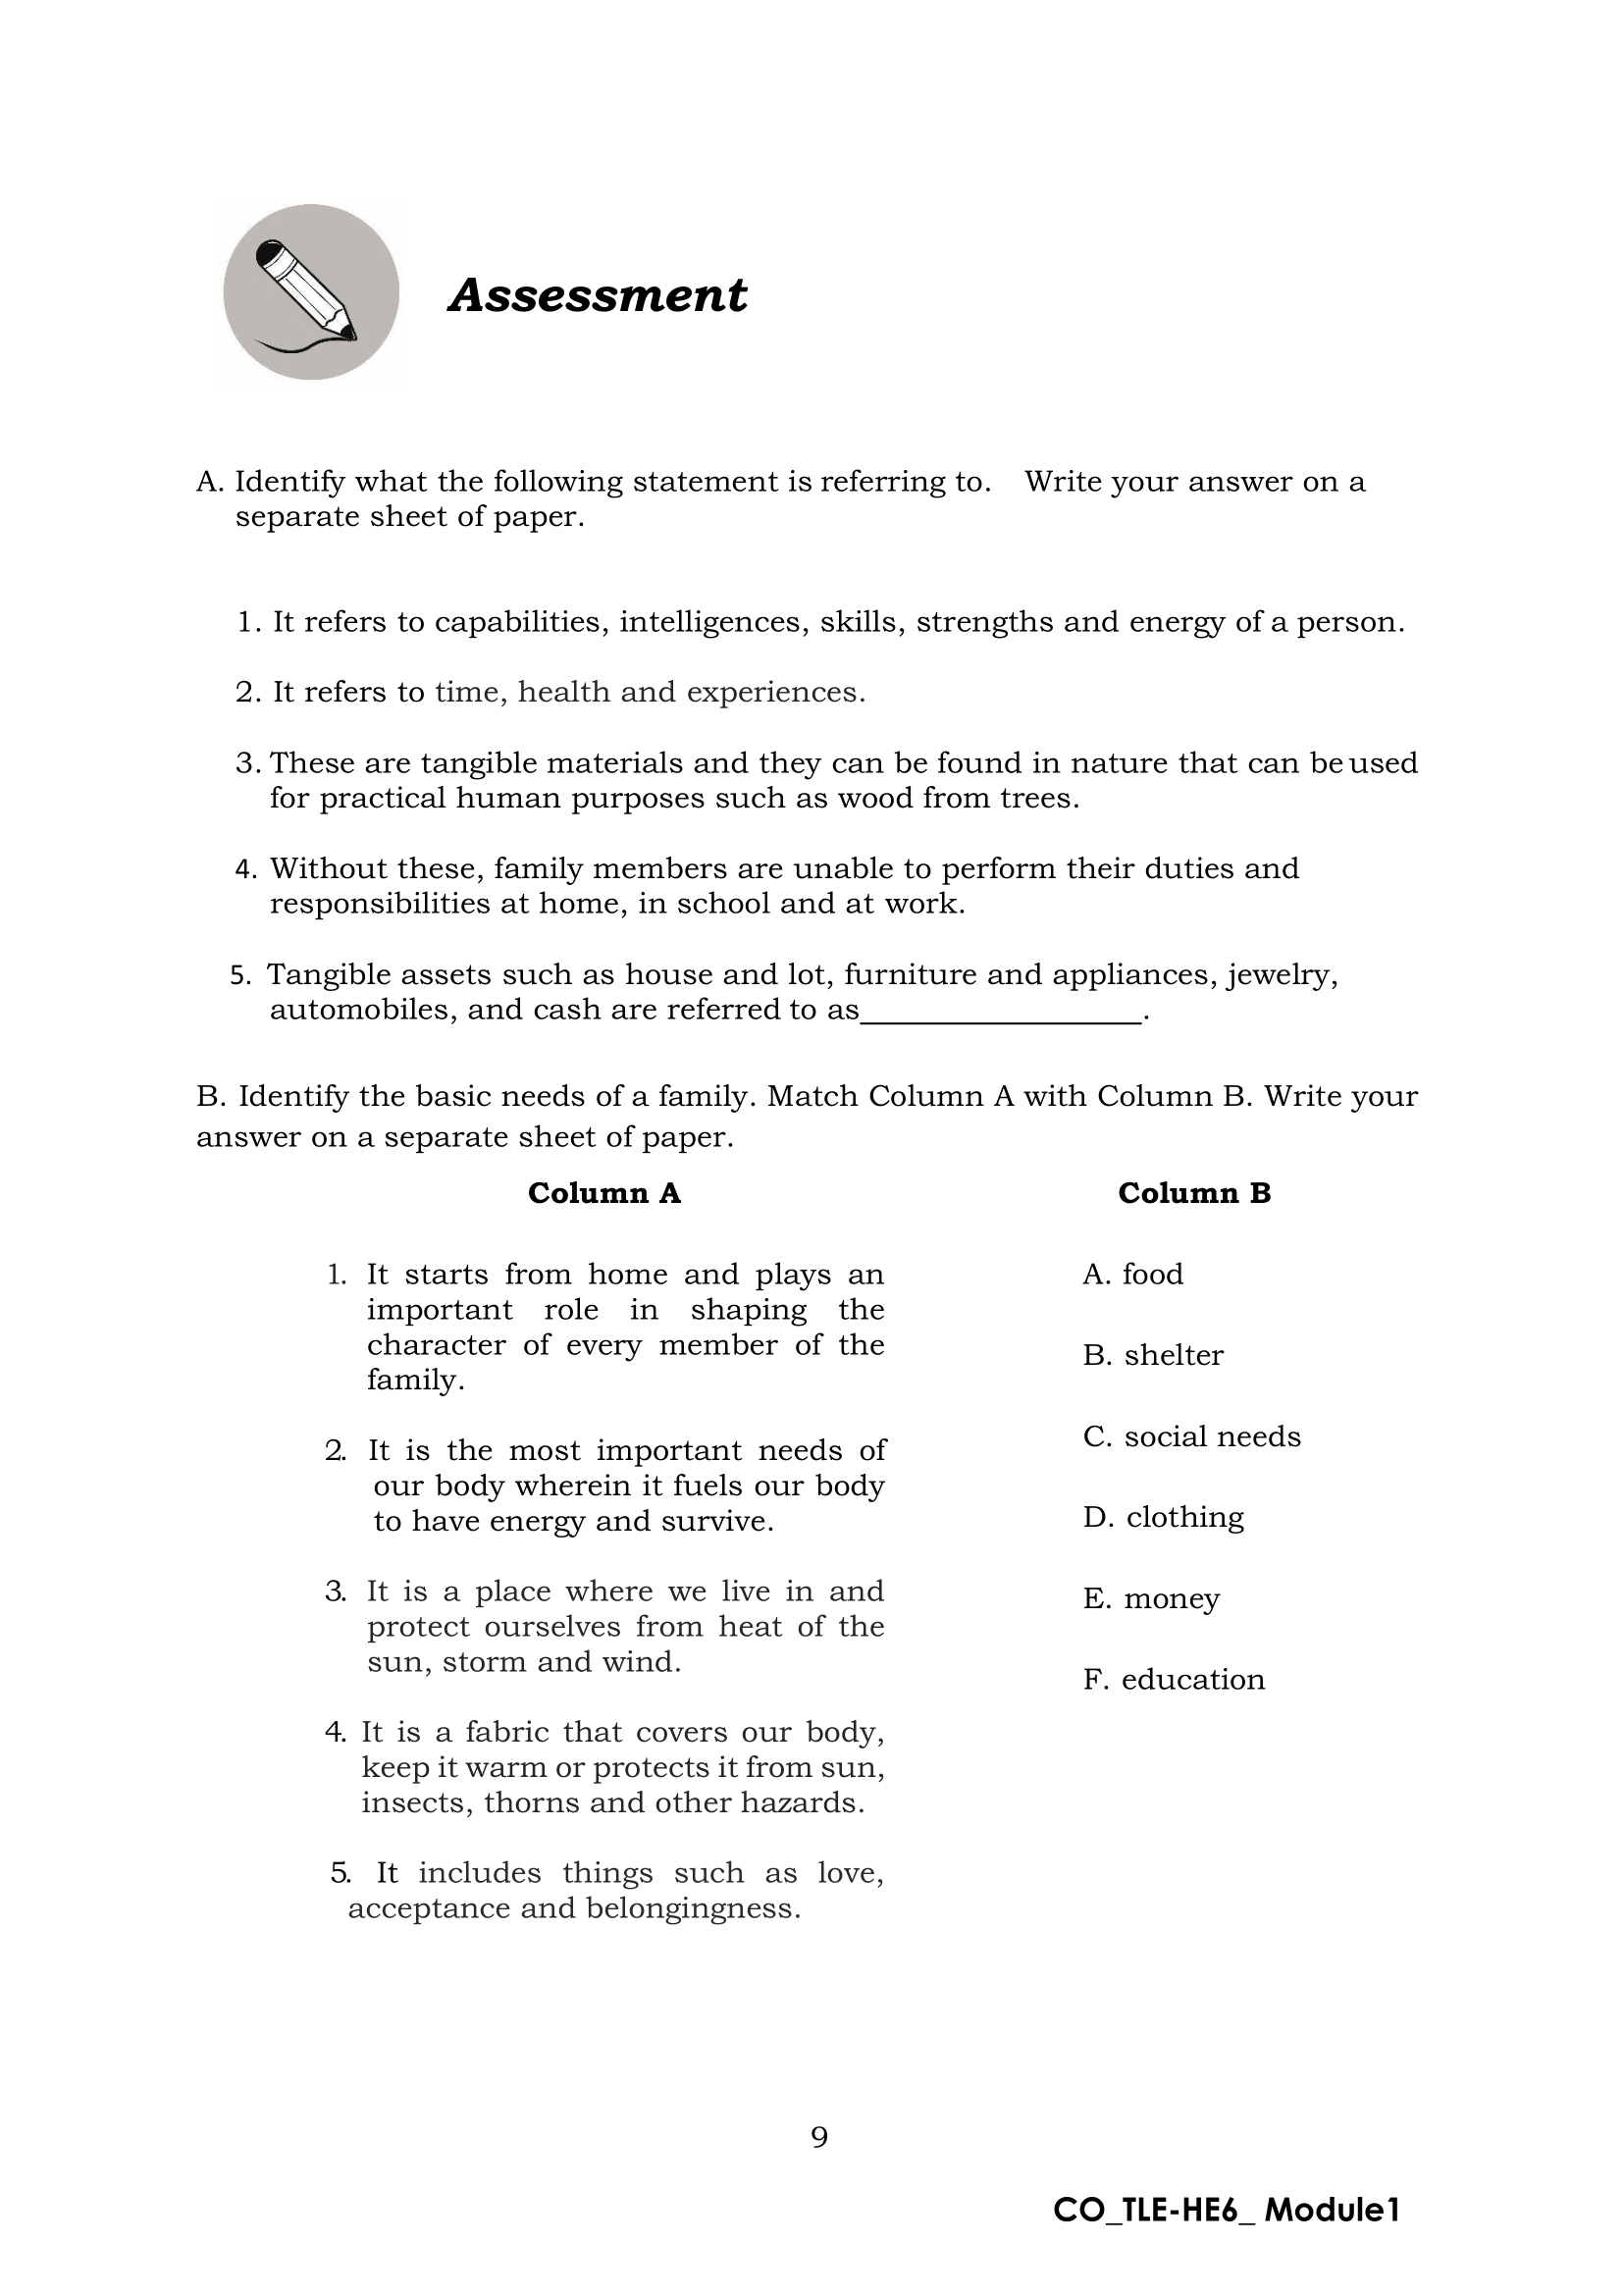 Assessment
A. Identify what the following statement is referring to. Write your answer on a
separate sheet of paper.
1. It refers to capabilities, intelligences, skills, strengths and energy of a person.
2. It refers to time, health and experiences.
3. These are tangible materials and they can be found in nature that can be used
for practical human purposes such as wood from trees.
4. Without these, family members are unable to perform their duties and
responsibilities at home, in school and at work.
5. Tangible assets such as house and lot, furniture and appliances, jewelry,
automobiles, and cash are referred to as__________________.
B. Identify the basic needs of a family. Match Column A with Column B. Write your
answer on a separate sheet of paper.
Column A
1. It starts from home and plays an
important role in shaping the
character of every member of the
family.
2. It is the most important needs of
our body wherein it fuels our body
to have energy and survive.
3. It is a place where we live in and
protect ourselves from heat of the
sun, storm and wind.
4. It is a fabric that covers our body,
keep it warm or protects it from sun,
insects, thorns and other hazards.
5. It includes things such as love,
acceptance and belongingness.
Column B
A. food
B. shelter
C. social needs
D. clothing
E. money
F. education
9
CO_TLE-HE6_ Module1